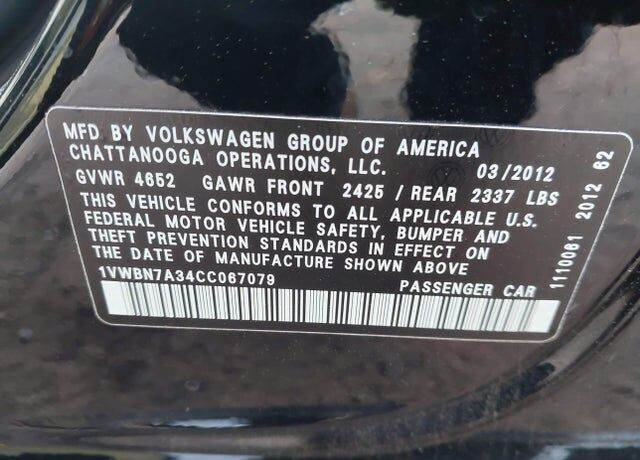 MFD BY VOLKSWAGEN GROUP OF AMERICA
CHATTANOOGA OPERATIONS, LLC. 03/2012
GVWR 4652 GAWR FRONT 2425 / REAR 2337 LBS
THIS VEHICLE CONFORMS TO ALL APPLICABLE U.S.
FEDERAL MOTOR VEHICLE SAFETY, BUMPER AND
THEFT PREVENTION STANDARDS IN EFFECT ON
THE DATE OF MANUFACTURE SHOWN ABOVE
1VWBN7A34CC067079 PASSENGER CAR
1110061 2012 62